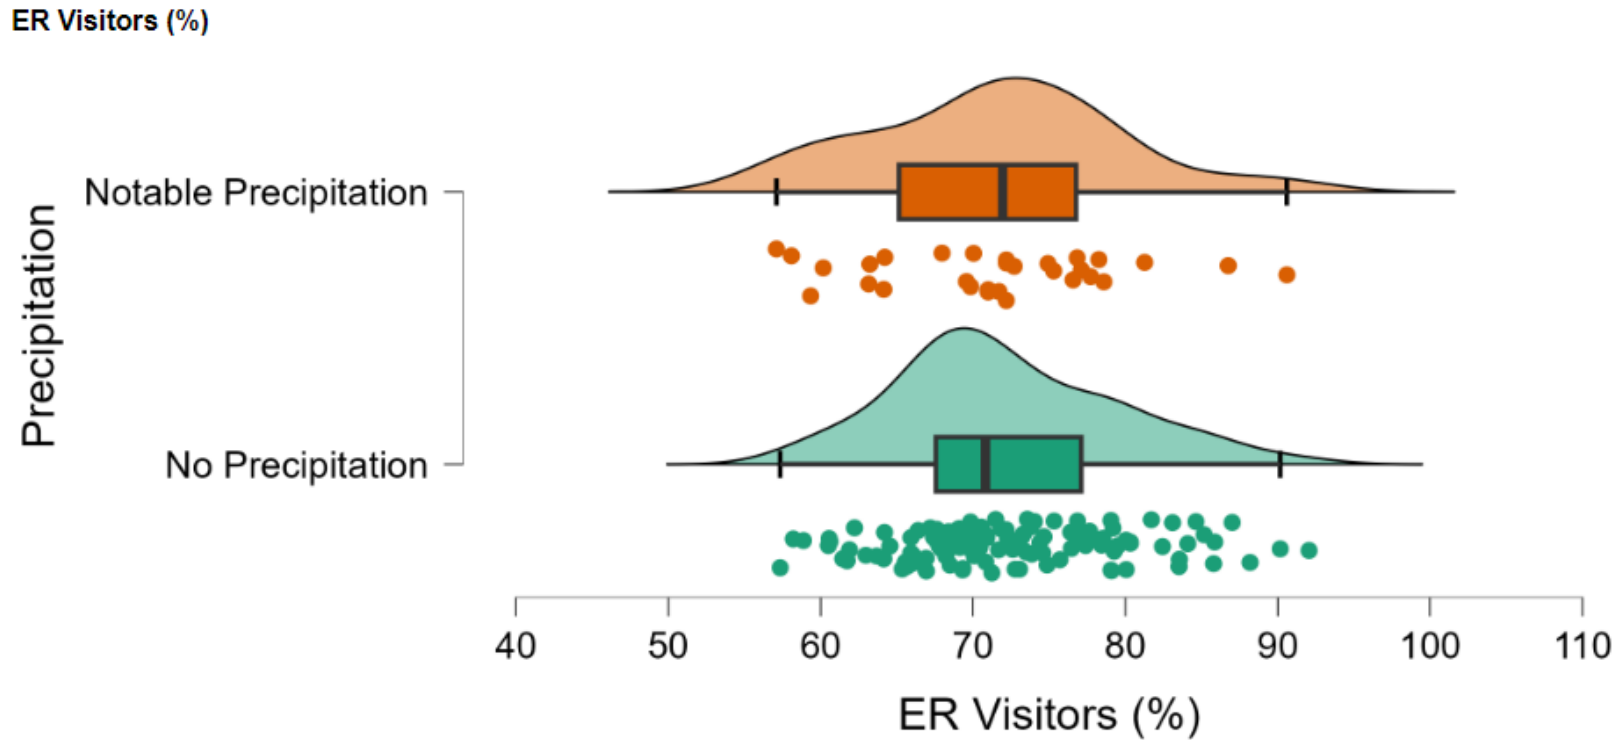 ER Visitors (%)
Precipitation
Notable Precipitation
No Precipitation
40 50 60 70 80 90 100 110
ER Visitors (%)